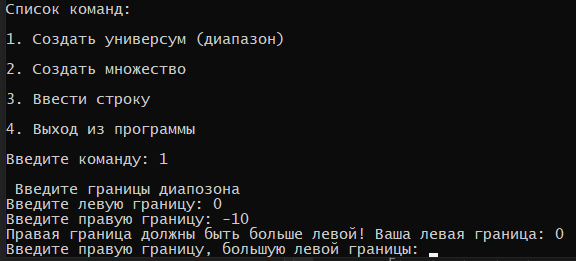 Список команд:
1. Создать универсум (диапазон)
2. Создать множество
3. Ввести строку
4. Выход из программы
Введите команду: 1
Введите границы диапозона
Введите левую границу: 0
Введите правую границу: -10
Правая граница должны быть больше левой! Ваша левая граница: 0
Введите правую границу, большую левой границы: